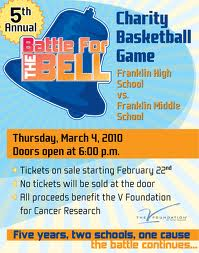 5th
Annual
Battle For
THE
BELL
Charity
Basketball
Game
Franklin High
School
vs.
Franklin Middle
School
Thursday, March 4, 2010
Doors open at 6:00 p.m.
• Tickets on sale starting February 22nd
• No tickets will be sold at the door
• All proceeds benefit the V Foundation
for Cancer Research
THE V FOUNDATION
Five years, two schools, one cause
the battle continues...